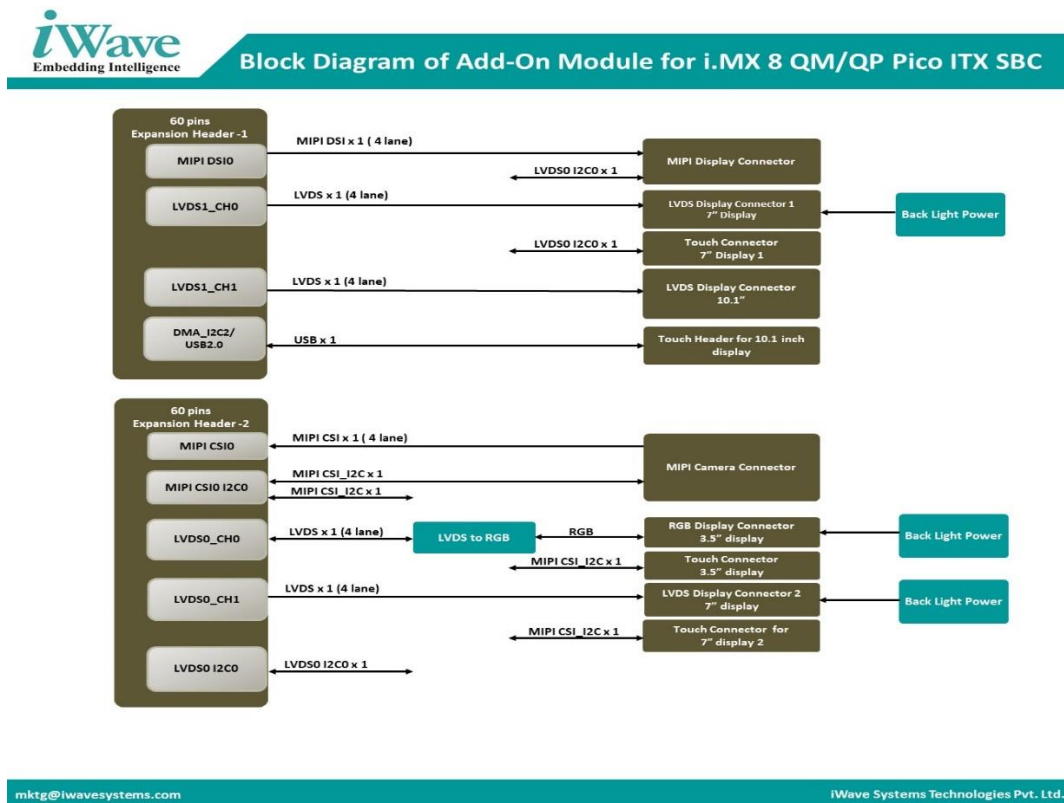 iWave
Embedding Intelligence
Block Diagram of Add-On Module for i.MX 8 QM/QP Pico ITX SBC
60 pins
Expansion Header -1
MIPI DSI0
MIPI DSI x 1 ( 4 lane)
MIPI Display Connector
LVDS0 I2C0 x 1
LVDS1_CH0
LVDS x 1 (4 lane)
LVDS Display Connector 1
7" Display
Back Light Power
LVDS0 I2C0 x 1
Touch Connector
7" Display 1
LVDS1_CH1
LVDS x 1 (4 lane)
LVDS Display Connector
10.1"
DMA_I2C2/
USB2.0
USB x 1
Touch Header for 10.1 inch
display
60 pins
Expansion Header -2
MIPI CSI0
MIPI CSI x 1 ( 4 lane)
MIPI Camera Connector
MIPI CSI0 I2C0
MIPI CSI_I2C x 1
MIPI CSI_I2C x 1
LVDS0_CH0
LVDS x 1 (4 lane)
LVDS to RGB
RGB
RGB Display Connector
3.5" display
Back Light Power
MIPI CSI_I2C x 1
Touch Connector
3.5" display
LVDS0_CH1
LVDS x 1 (4 lane)
LVDS Display Connector 2
7" display
Back Light Power
MIPI CSI_I2C x 1
Touch Connector for
7" display 2
LVDS0 I2C0
LVDS0 I2C0 x 1
mktg@iwavesystems.com
iWave Systems Technologies Pvt. Ltd.